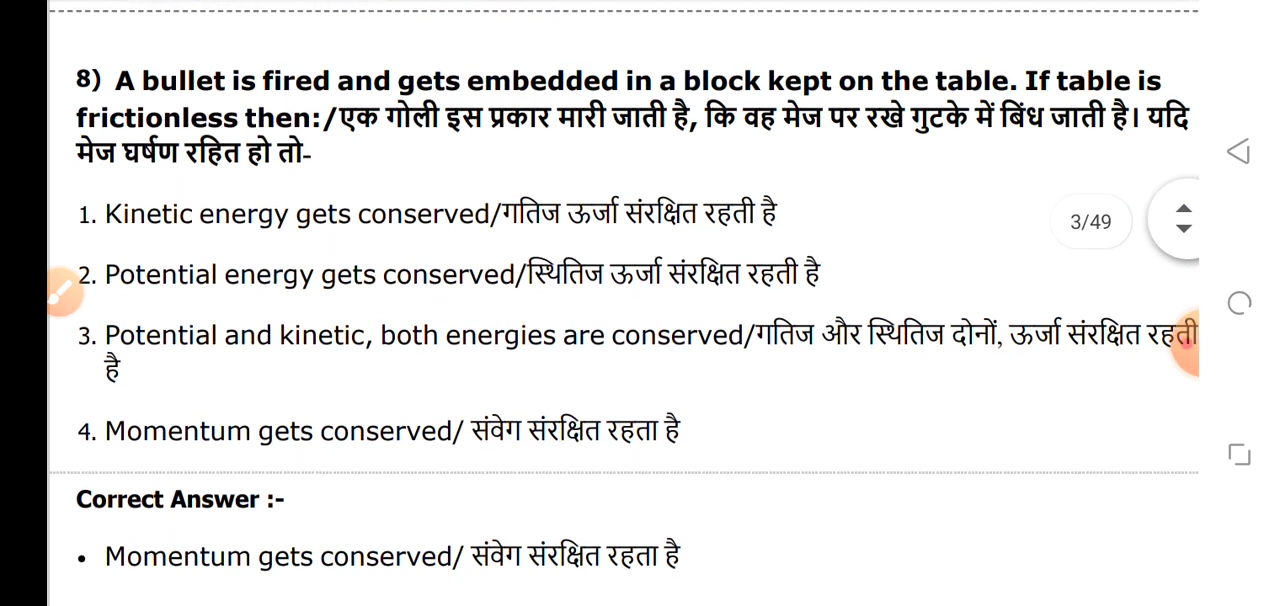 8) A bullet is fired and gets embedded in a block kept on the table. If table is
frictionless then:/एक गोली इस प्रकार मारी जाती है, कि वह मेज पर रखे गुटके में बिंध जाती है। यदि
मेज घर्षण रहित हो तो-
1. Kinetic energy gets conserved/गतिज ऊर्जा संरक्षित रहती है
3/49
2. Potential energy gets conserved/स्थितिज ऊर्जा संरक्षित रहती है
3. Potential and kinetic, both energies are conserved/गतिज और स्थितिज दोनों, ऊर्जा संरक्षित रहती
है
4. Momentum gets conserved/ संवेग संरक्षित रहता है
Correct Answer :-
• Momentum gets conserved/ संवेग संरक्षित रहता है